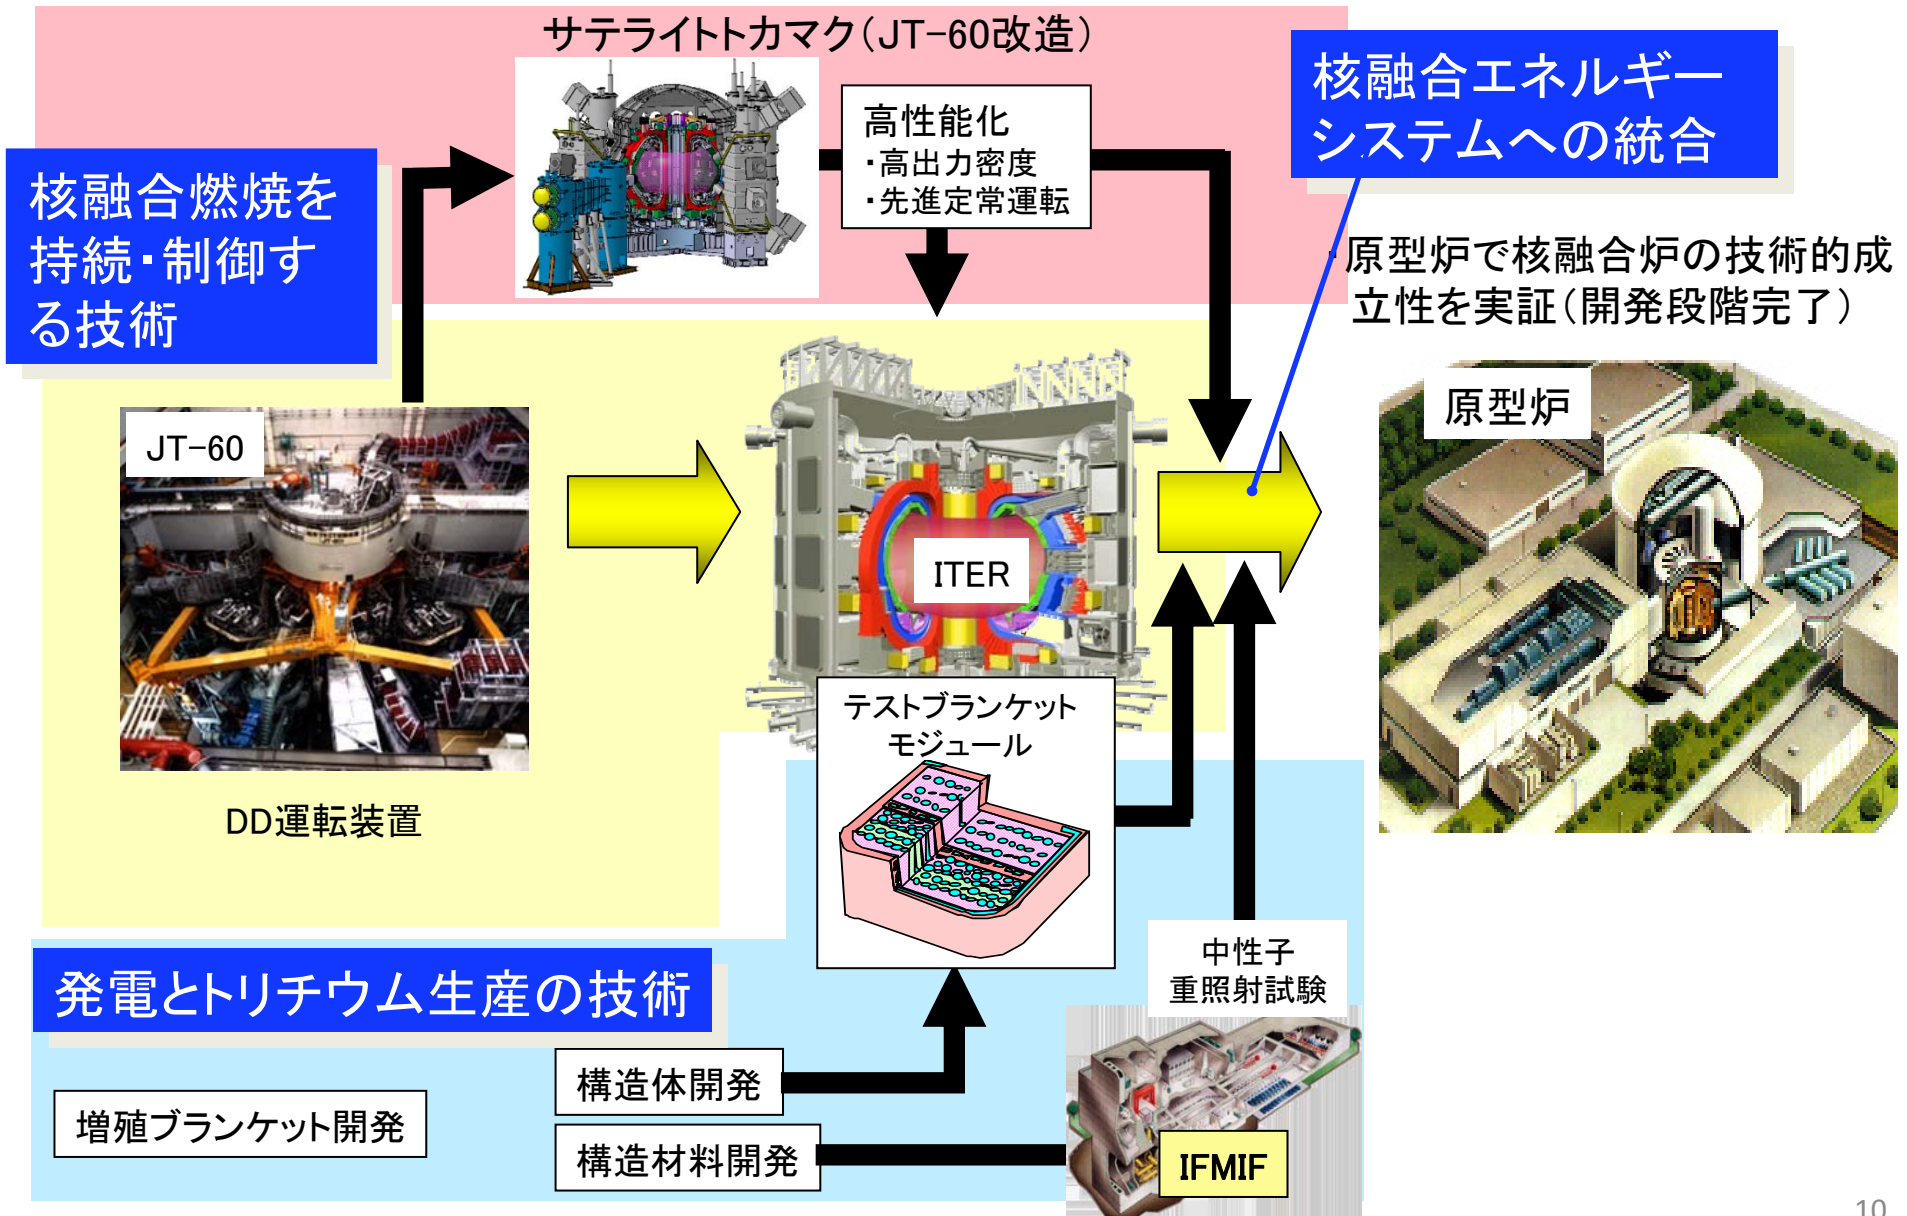 サテライトトカマク（JT-60改造）
核融合エネルギー
システムへの統合
高性能化
・高出力密度
・先進定常運転
核融合燃焼を
持続・制御す
る技術
・原型炉で核融合炉の技術的成
立性を実証（開発段階完了）
原型炉
JT-60
ITER
テストブランケット
モジュール
DD運転装置
中性子
重照射試験
発電とトリチウム生産の技術
構造体開発
増殖ブランケット開発
構造材料開発
IFMIF
10